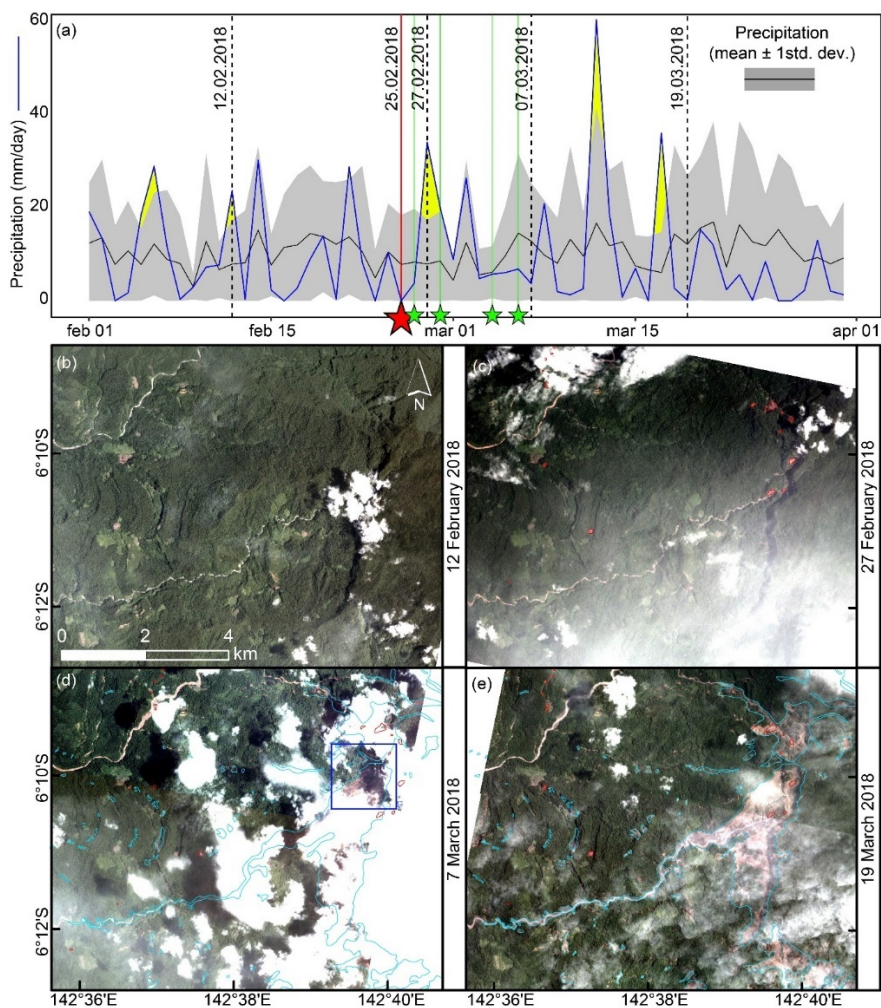 (a)
Precipitation (mm/day)
60
40
20
0
12.02.2018
25.02.2018
27.02.2018
07.03.2018
19.03.2018
Precipitation
(mean ± 1std. dev.)
feb 01
feb 15
mar 01
mar 15
apr 01
(b)
N
6°10'S
6°12'S
0 2 4
km
12 February 2018
(c)
27 February 2018
(d)
6°10'S
6°12'S
7 March 2018
(e)
19 March 2018
142°36'E
142°38'E
142°40'E
142°36'E
142°38'E
142°40'E